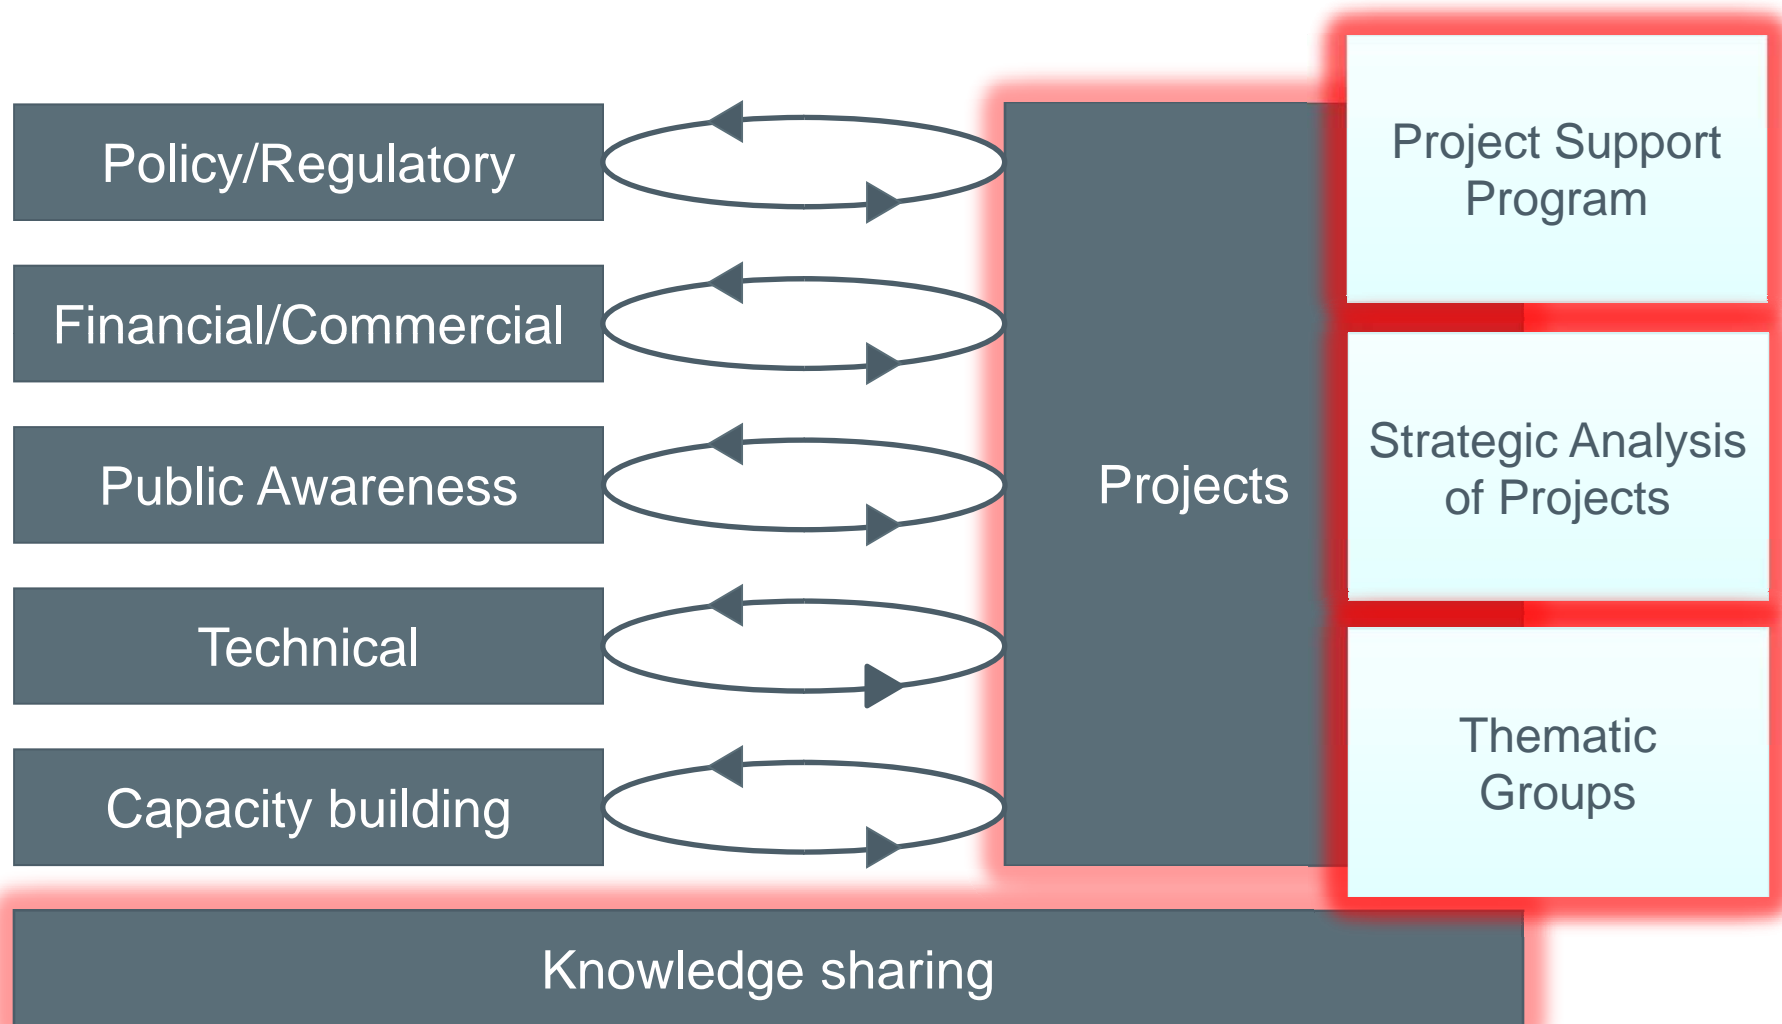 Policy/Regulatory
Financial/Commercial
Public Awareness
Technical
Capacity building
Projects
Project Support
Program
Strategic Analysis
of Projects
Thematic
Groups
Knowledge sharing